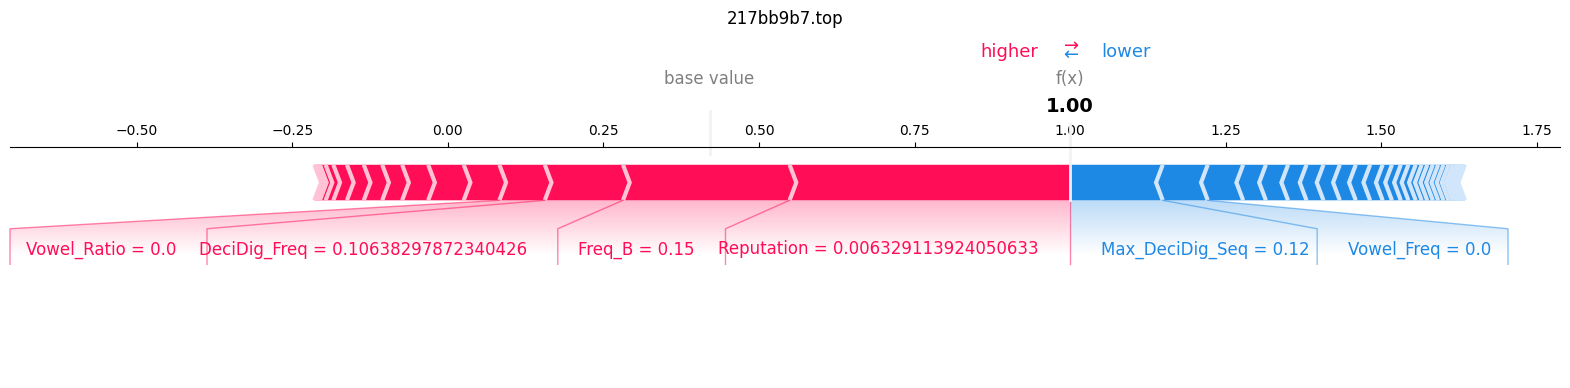 217bb9b7.top
higher → lower
←
base value f(x)
1.00
−0.50 −0.25 0.00 0.25 0.50 0.75 1.00 1.25 1.50 1.75
Vowel_Ratio = 0.0 DeciDig_Freq = 0.10638297872340426 Freq_B = 0.15 Reputation = 0.006329113924050633 Max_DeciDig_Seq = 0.12 Vowel_Freq = 0.0